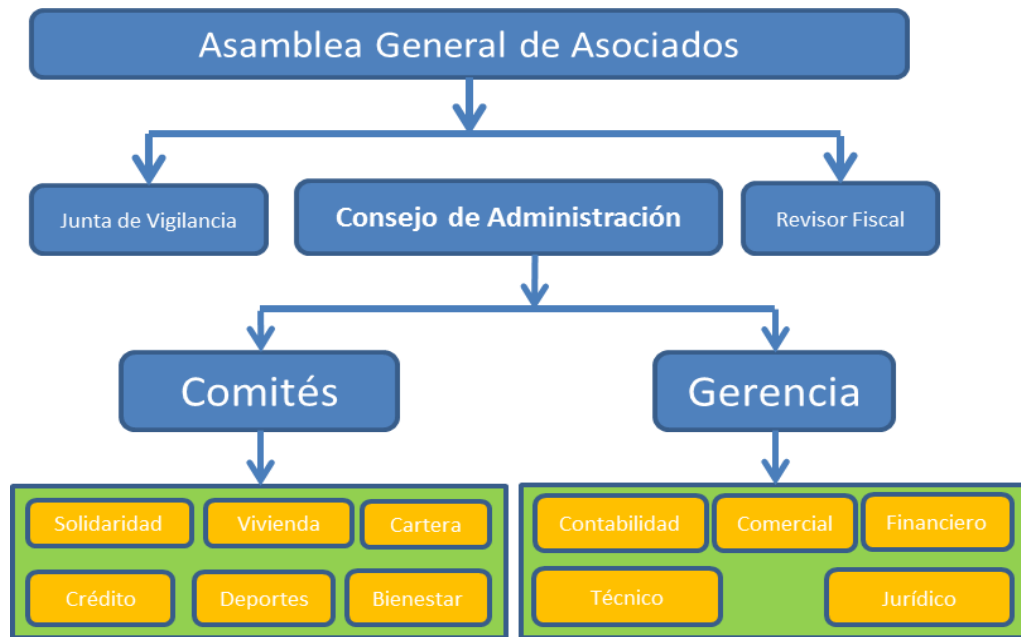 Asamblea General de Asociados
Junta de Vigilancia
Consejo de Administración
Revisor Fiscal
Comités
Gerencia
Solidaridad
Vivienda
Cartera
Crédito
Deportes
Bienestar
Contabilidad
Comercial
Financiero
Técnico
Jurídico